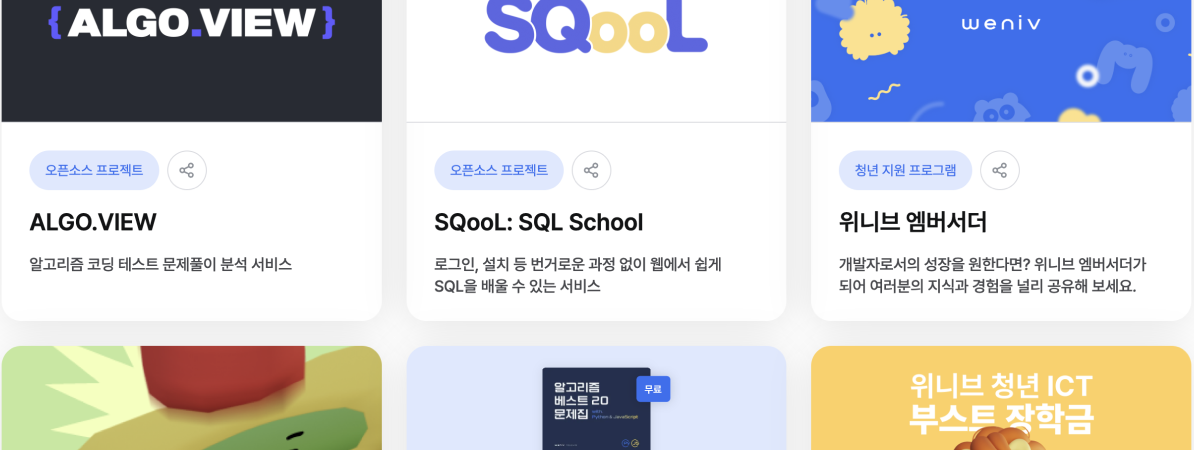 { ALGO.VIEW }
SQooL
weniv
오픈소스 프로젝트
오픈소스 프로젝트
청년 지원 프로그램
ALGO.VIEW
SQooL: SQL School
위니브 엠버서더
알고리즘 코딩 테스트 문제풀이 분석 서비스
로그인, 설치 등 번거로운 과정 없이 웹에서 쉽게
SQL을 배울 수 있는 서비스
개발자로서의 성장을 원한다면? 위니브 엠버서더가
되어 여러분의 지식과 경험을 널리 공유해 보세요.
알고리즘
베스트 20
문제집
with
Python & JavaScript
무료
위니브 청년 ICT
부스트 장학금